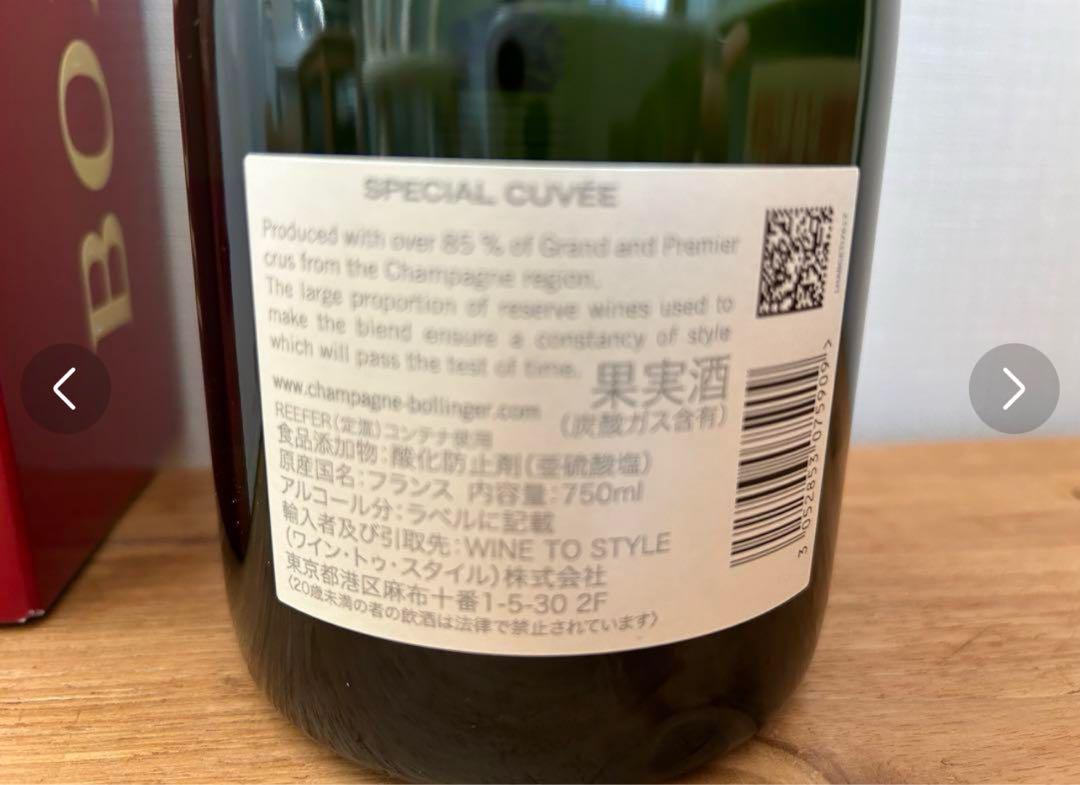 BO
SPECIAL CUVÉE
Produced with over 85 % of Grand and Premier
crus from the Champagne region.
The large proportion of reserve wines used to
make the blend ensure a constancy of style
which will pass the test of time.
www.champagne-bollinger.com
果実酒
(炭酸ガス含有)
REEFER(定温)コンテナ使用
食品添加物:酸化防止剤(亜硫酸塩)
原産国名:フランス 内容量:750ml
アルコール分:ラベルに記載
輸入者及び引取先:WINE TO STYLE
(ワイン・トゥ・スタイル)株式会社
東京都港区麻布十番1-5-30 2F
〈20歳未満の者の飲酒は法律で禁止されています〉
3 052853 075909 >